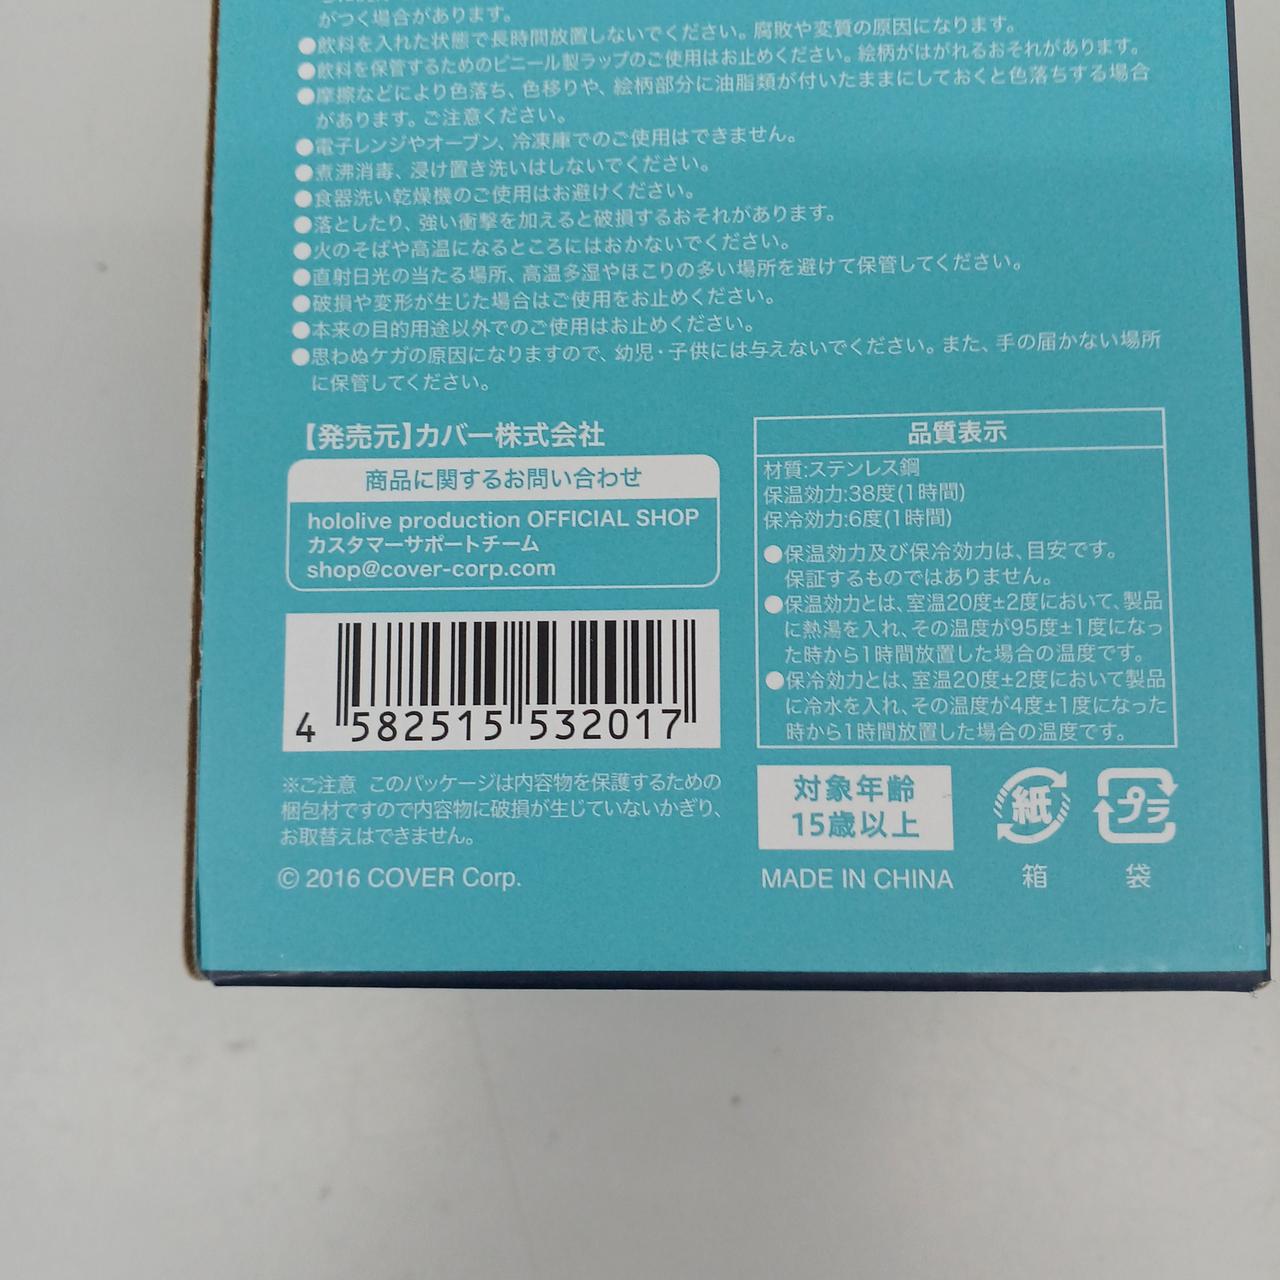 がつく場合があります。
●飲料を入れた状態で長時間放置しないでください。腐敗や変質の原因になります。
●飲料を保管するためのビニール製ラップのご使用はお止めください。絵柄がはがれるおそれがあります。
●摩擦などにより色落ち、色移りや、絵柄部分に油脂類が付いたままにしておくと色落ちする場合
があります。ご注意ください。
●電子レンジやオーブン、冷凍庫でのご使用はできません。
●煮沸消毒、浸け置き洗いはしないでください。
●食器洗い乾燥機のご使用はお避けください。
●落としたり、強い衝撃を加えると破損するおそれがあります。
●火のそばや高温になるところにはおかないでください。
●直射日光の当たる場所、高温多湿やほこりの多い場所を避けて保管してください。
●破損や変形が生じた場合はご使用をお止めください。
●本来の目的用途以外でのご使用はお止めください。
●思わぬケガの原因になりますので、幼児・子供には与えないでください。また、手の届かない場所
に保管してください。
【発売元】カバー株式会社
商品に関するお問い合わせ
hololive production OFFICIAL SHOP
カスタマーサポートチーム
shop@cover-corp.com
4 582515 532017
※ご注意 このパッケージは内容物を保護するための
梱包材ですので内容物に破損が生じていないかぎり、
お取替えはできません。
© 2016 COVER Corp.
品質表示
材質:ステンレス鋼
保温効力:38度(1時間)
保冷効力:6度(1時間)
●保温効力及び保冷効力は、目安です。
保証するものではありません。
●保温効力とは、室温20度±2度において、製品
に熱湯を入れ、その温度が95度±1度になっ
た時から1時間放置した場合の温度です。
●保冷効力とは、室温20度±2度において製品
に冷水を入れ、その温度が4度±1度になった
時から1時間放置した場合の温度です。
対象年齢
15歳以上
MADE IN CHINA
紙
箱
プラ
袋